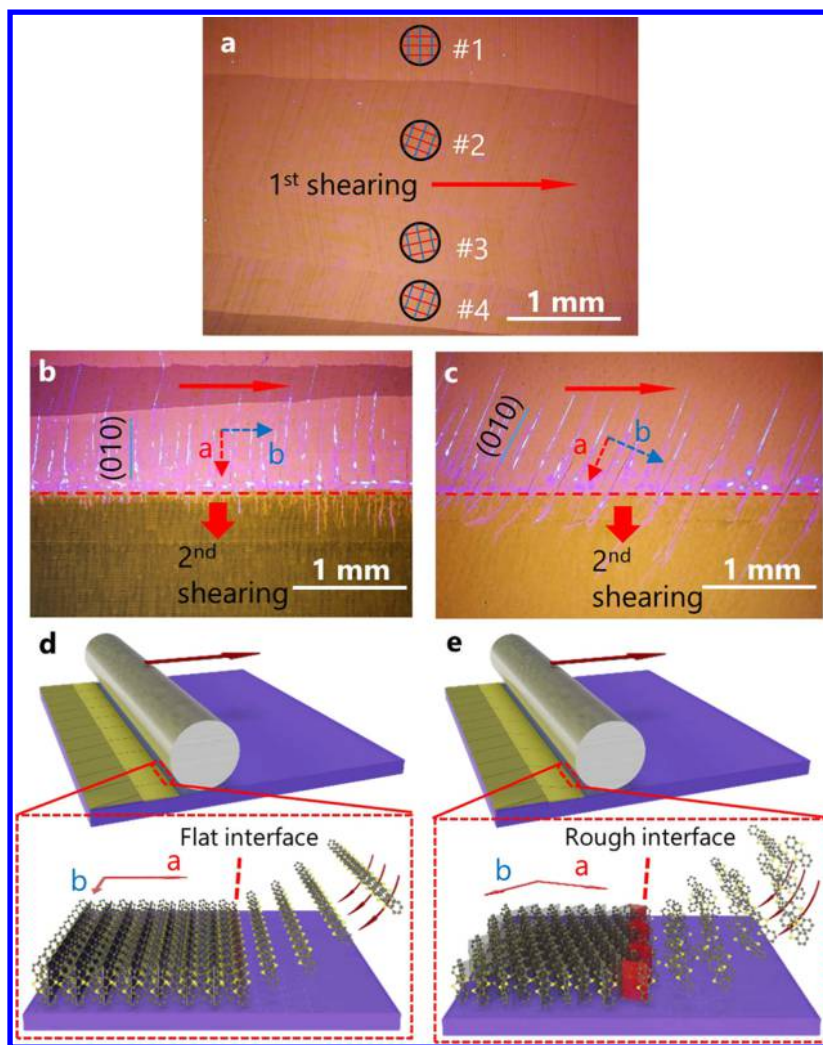 a
#1
#2
1st shearing
#3
#4
1 mm
b
(010)
a
b
2nd
shearing
1 mm
c
(010)
a
b
2nd
shearing
1 mm
d
Flat interface
b
a
e
Rough interface
b
a